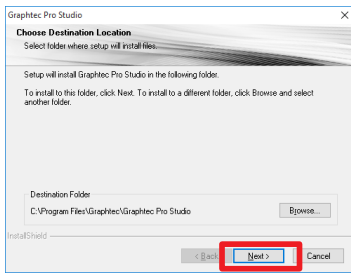 Graphtec Pro Studio
Choose Destination Location
Select folder where setup will install files.
Setup will install Graphtec Pro Studio in the following folder.
To install to this folder, click Next. To install to a different folder, click Browse and select
another folder.
Destination Folder
C:\Program Files\Graphtec\Graphtec Pro Studio
Browse...
InstallShield
< Back
Next >
Cancel